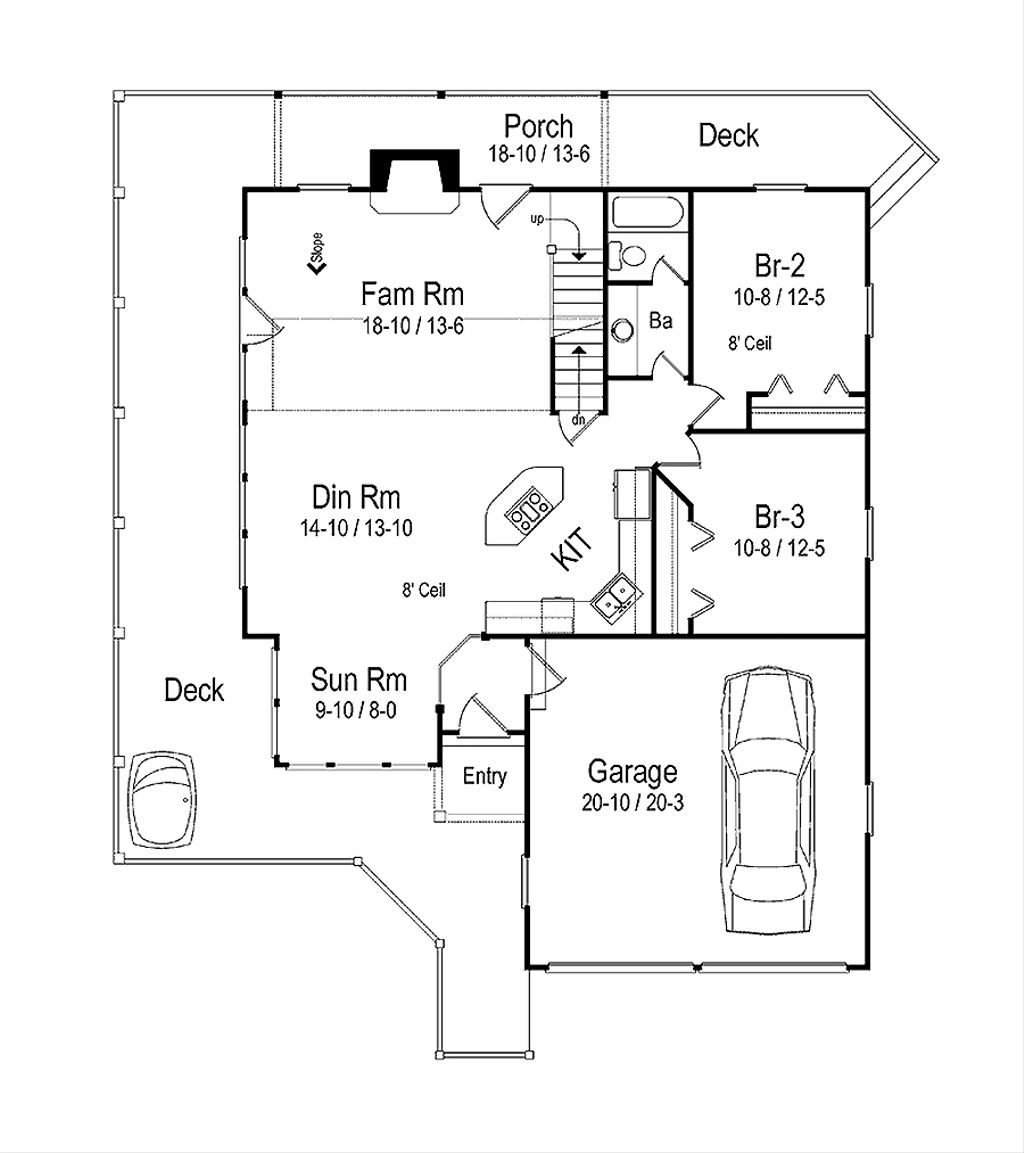 Porch
18-10 / 13-6
Deck
up
Slope
Fam Rm
18-10 / 13-6
Br-2
10-8 / 12-5
Ba
8' Ceil
dn
Din Rm
14-10 / 13-10
KIT
Br-3
10-8 / 12-5
8' Ceil
Deck
Sun Rm
9-10 / 8-0
Entry
Garage
20-10 / 20-3